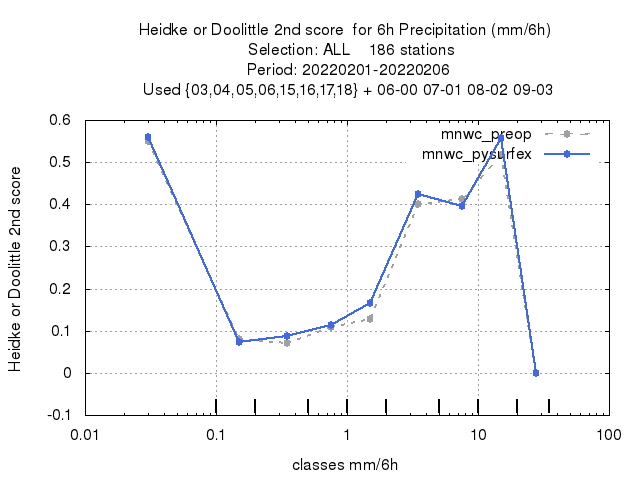 Heidke or Doolittle 2nd score  for 6h Precipitation (mm/6h)
Selection: ALL    186 stations
Period: 20220201-20220206
Used {03,04,05,06,15,16,17,18} + 06-00 07-01 08-02 09-03
mnwc_preop
mnwc_pysurfex
Heidke or Doolittle 2nd score
0.6
0.5
0.4
0.3
0.2
0.1
0
-0.1
0.01
0.1
1
10
100
classes mm/6h